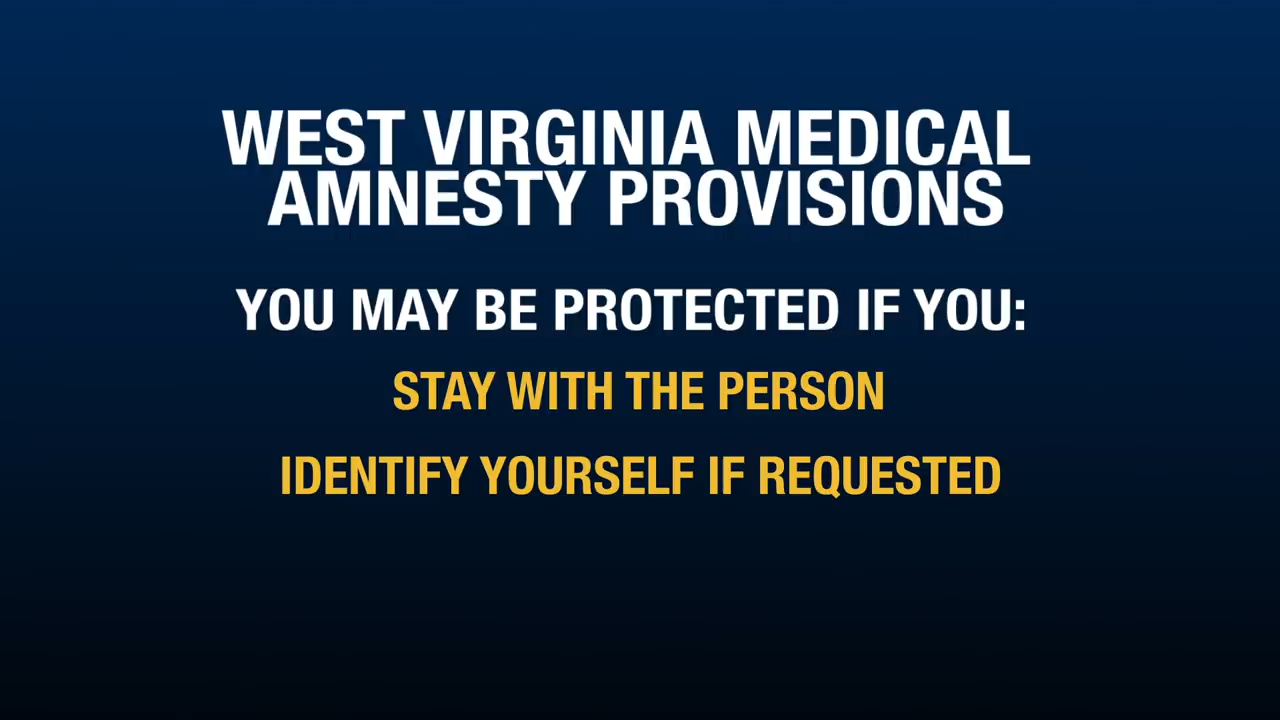 WEST VIRGINIA MEDICAL
AMNESTY PROVISIONS
YOU MAY BE PROTECTED IF YOU:
STAY WITH THE PERSON
IDENTIFY YOURSELF IF REQUESTED